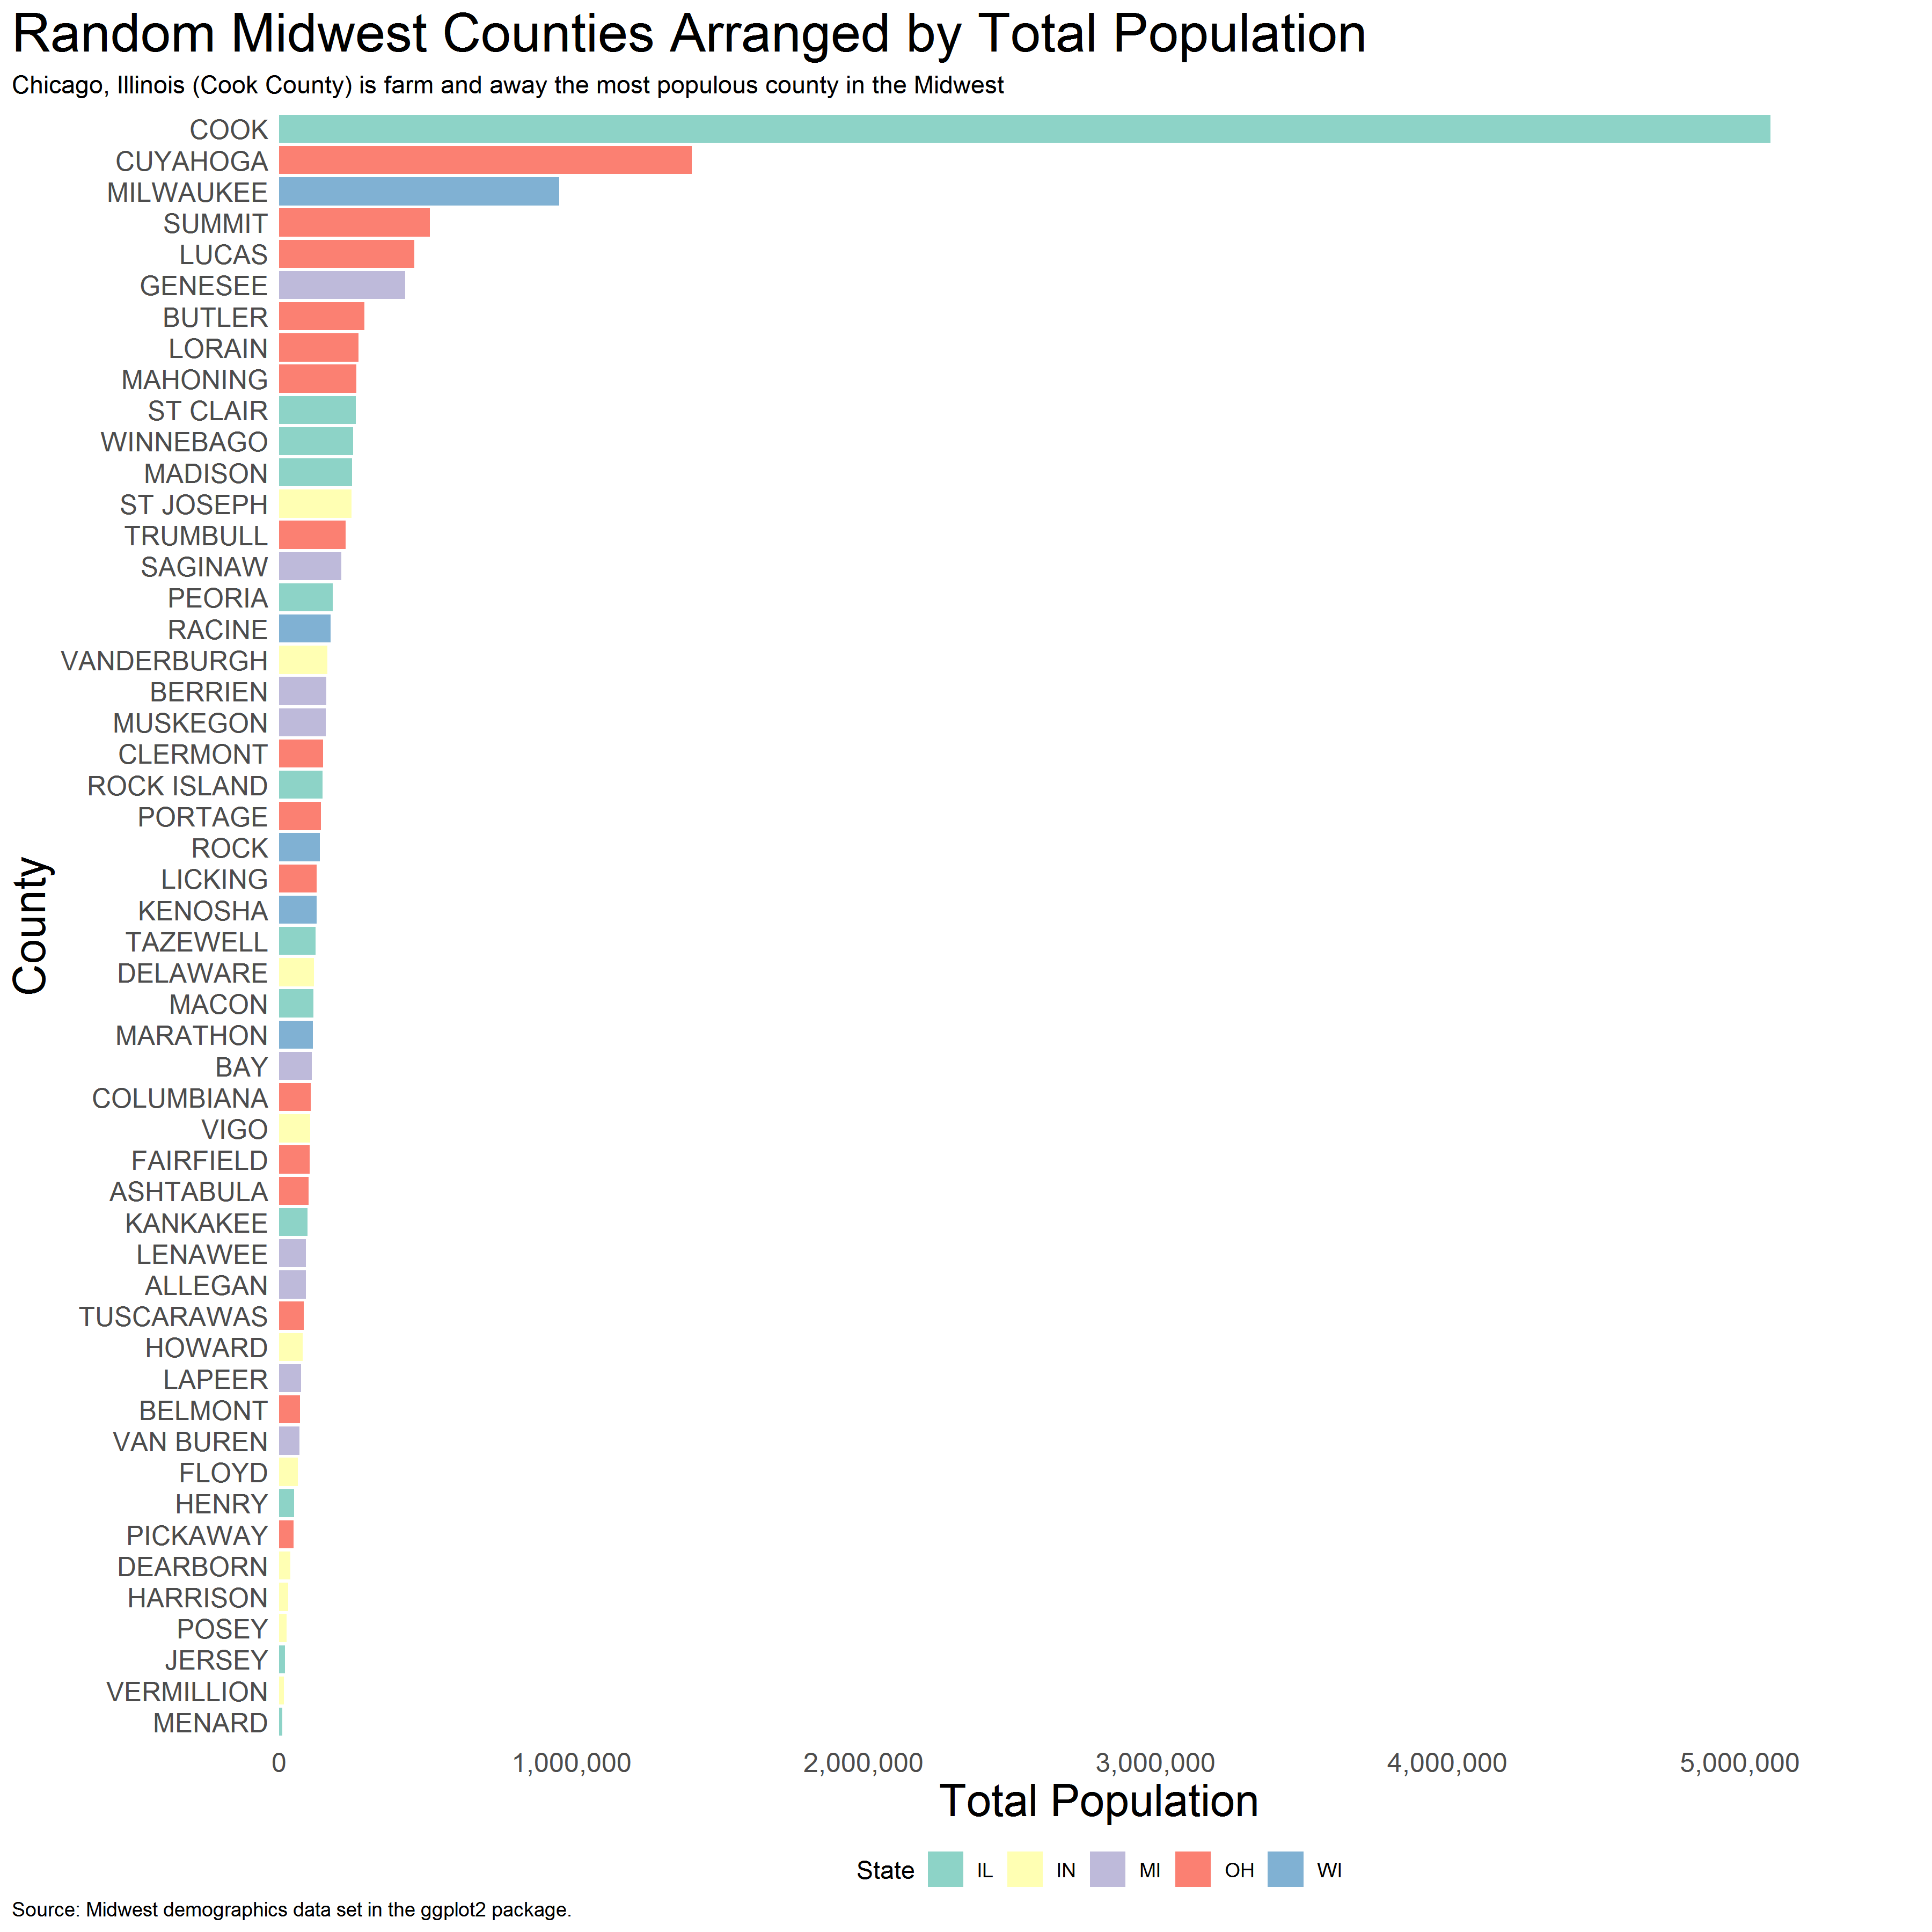 Random Midwest Counties Arranged by Total Population
Chicago, Illinois (Cook County) is farm and away the most populous county in the Midwest
COOK
CUYAHOGA
MILWAUKEE
SUMMIT
LUCAS
GENESEE
BUTLER
LORAIN
MAHONING
ST CLAIR
WINNEBAGO
MADISON
ST JOSEPH
TRUMBULL
SAGINAW
PEORIA
RACINE
VANDERBURGH
BERRIEN
MUSKEGON
CLERMONT
ROCK ISLAND
PORTAGE
ROCK
LICKING
KENOSHA
TAZEWELL
DELAWARE
MACON
MARATHON
BAY
COLUMBIANA
VIGO
FAIRFIELD
ASHTABULA
KANKAKEE
LENAWEE
ALLEGAN
TUSCARAWAS
HOWARD
LAPEER
BELMONT
VAN BUREN
FLOYD
HENRY
PICKAWAY
DEARBORN
HARRISON
POSEY
JERSEY
VERMILLION
MENARD
County
0 1,000,000 2,000,000 3,000,000 4,000,000 5,000,000
Total Population
State IL IN MI OH WI
Source: Midwest demographics data set in the ggplot2 package.